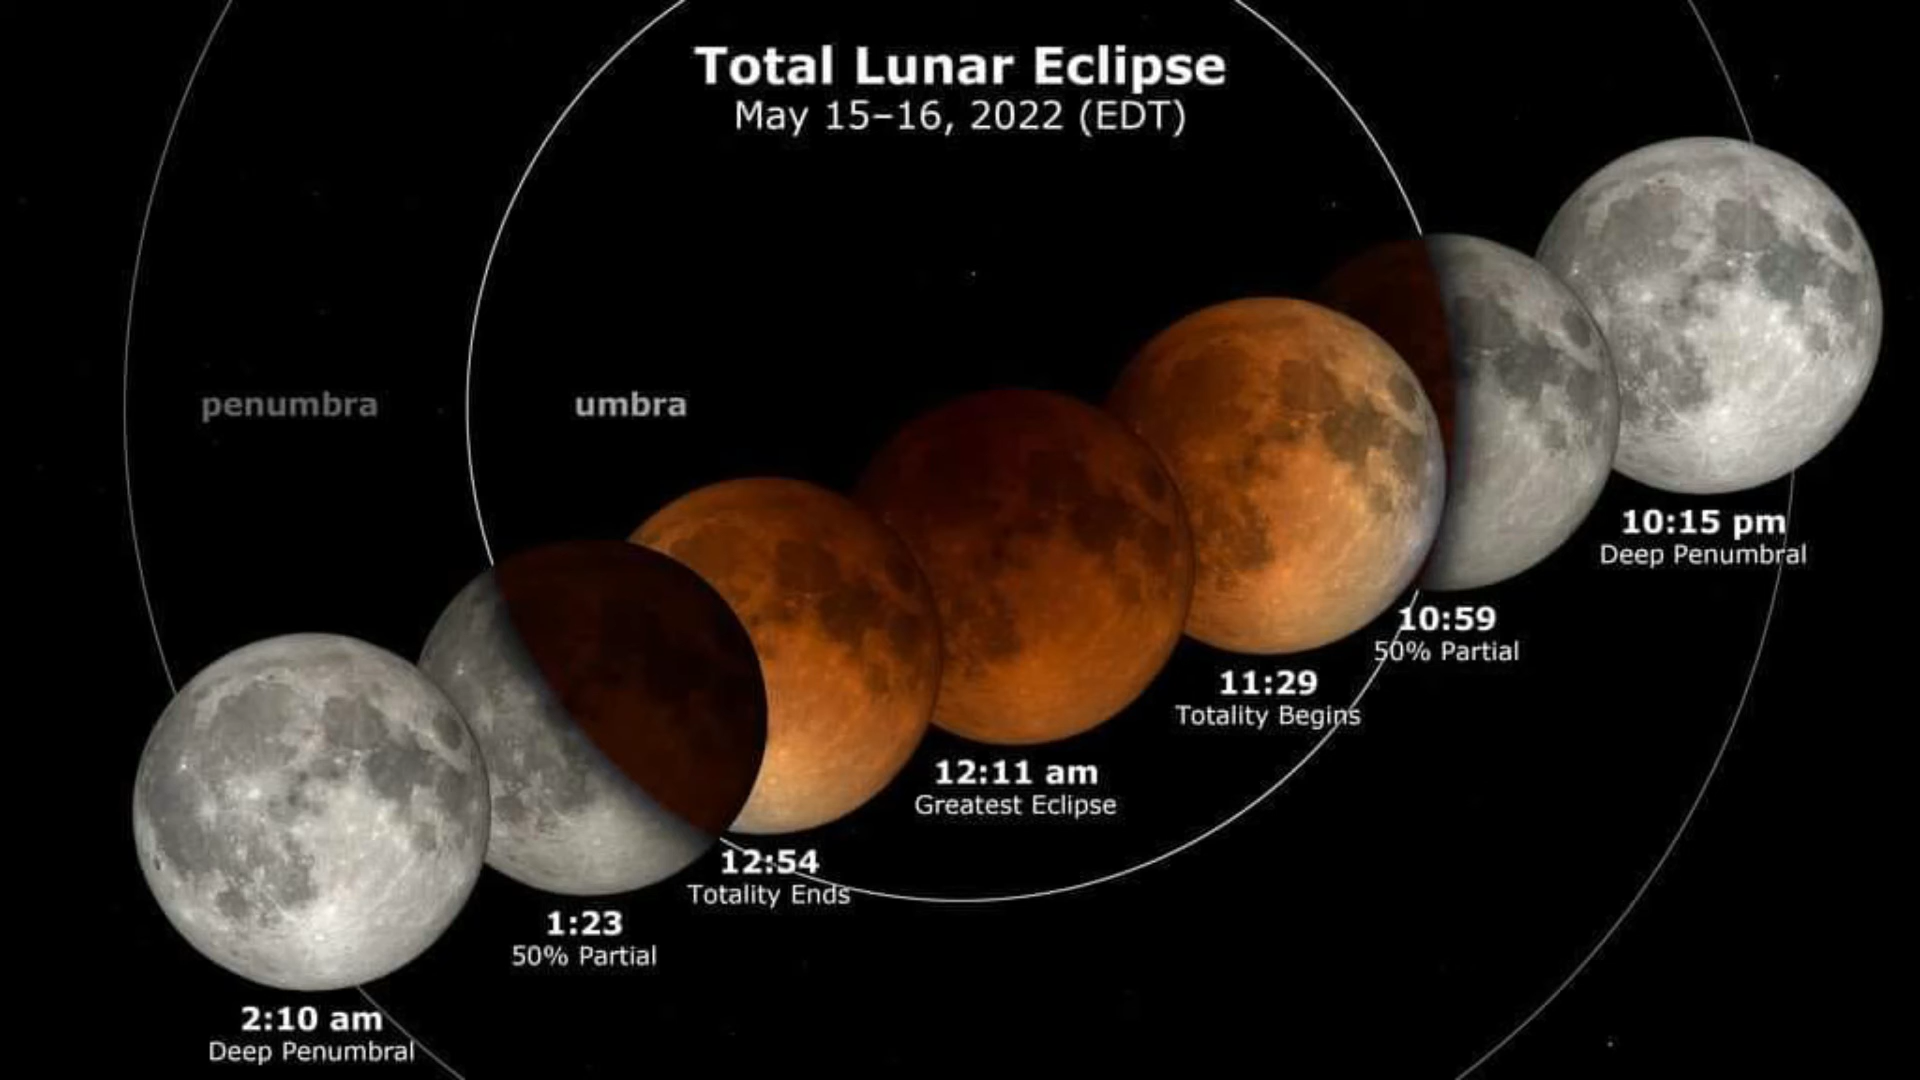 Total Lunar Eclipse
May 15–16, 2022 (EDT)
penumbra
umbra
10:15 pm
Deep Penumbral
10:59
50% Partial
11:29
Totality Begins
12:11 am
Greatest Eclipse
12:54
Totality Ends
1:23
50% Partial
2:10 am
Deep Penumbral